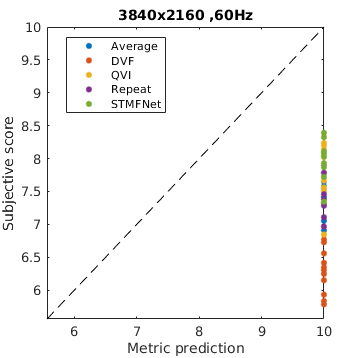 3840x2160 ,60Hz
Average
DVF
QVI
Repeat
STMFNet
Subjective score
10
9.5
9
8.5
8
7.5
7
6.5
6
6 7 8 9 10
Metric prediction